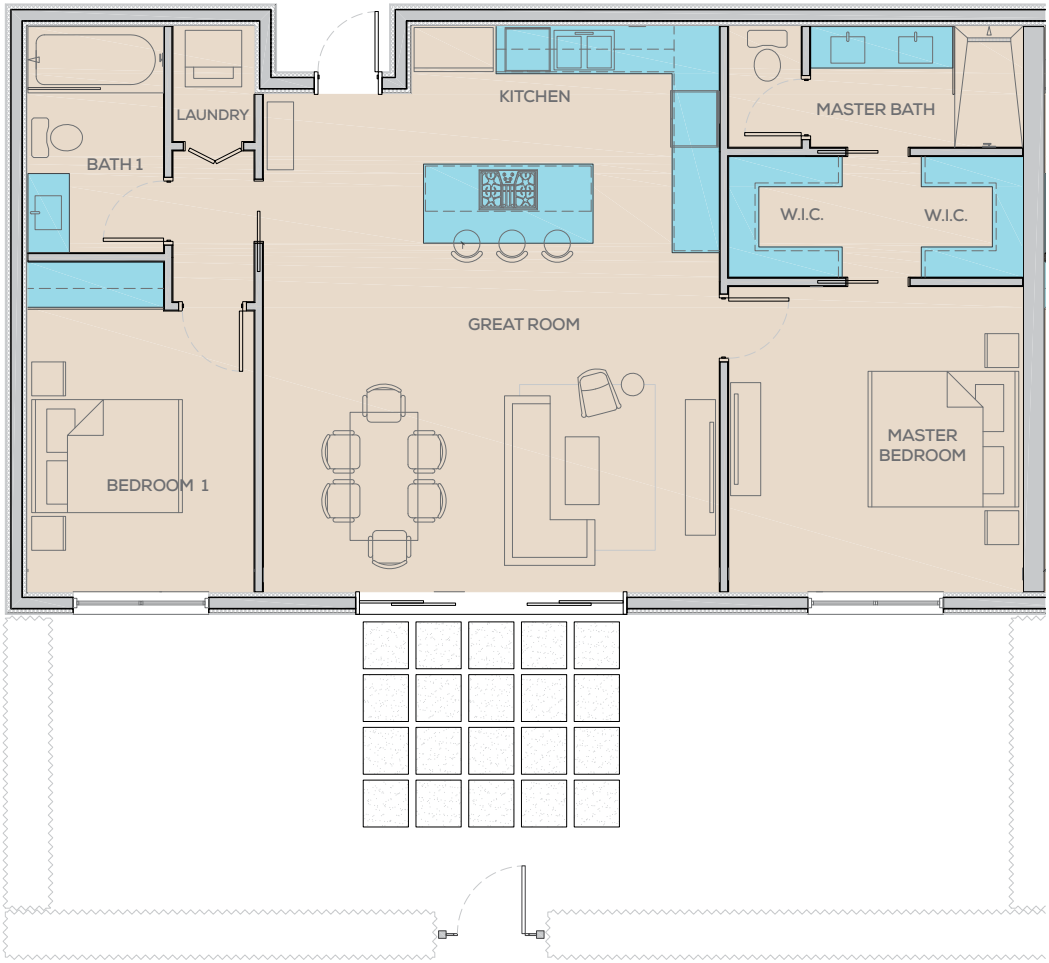 KITCHEN
LAUNDRY
MASTER BATH
BATH 1
W.I.C.
W.I.C.
GREAT ROOM
MASTER
BEDROOM
BEDROOM 1